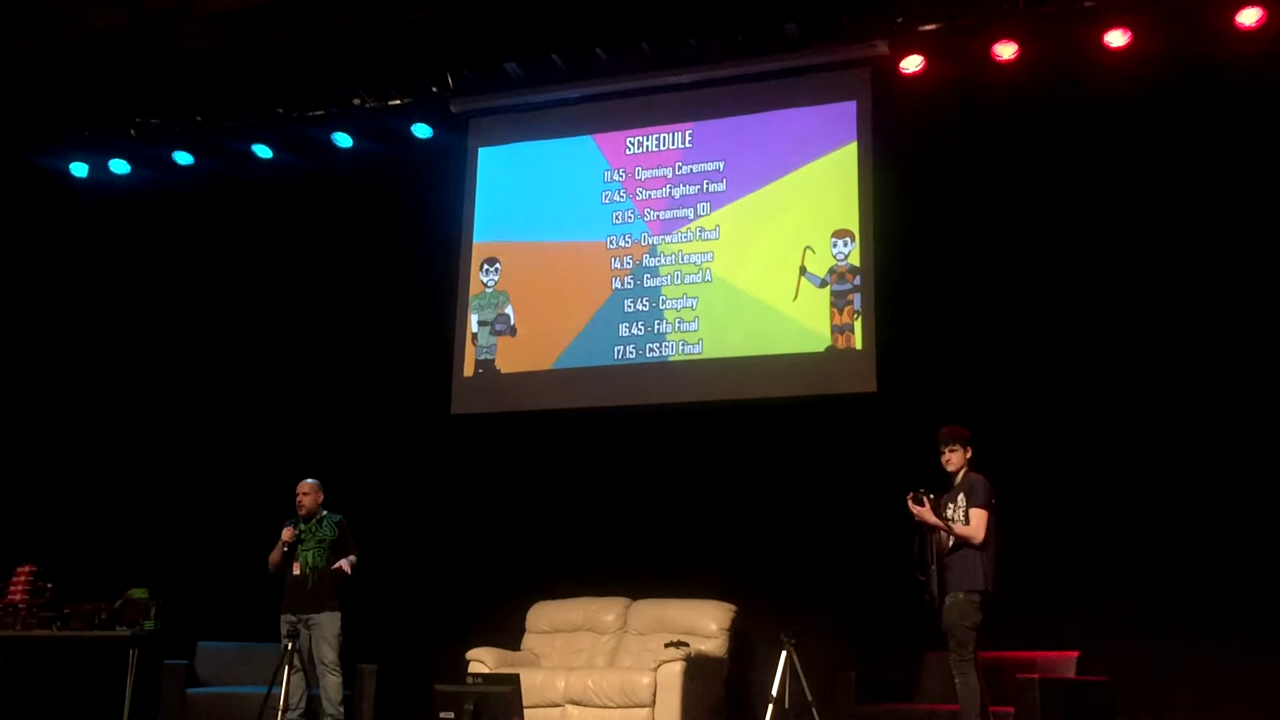 SCHEDULE
11.45 - Opening Ceremony
12.45 - StreetFighter Final
13.15 - Streaming 101
13.45 - Overwatch Final
14.15 - Rocket League
14.15 - Guest Q and A
15.45 - Cosplay
16.45 - Fifa Final
17.15 - CS:GO Final
LG